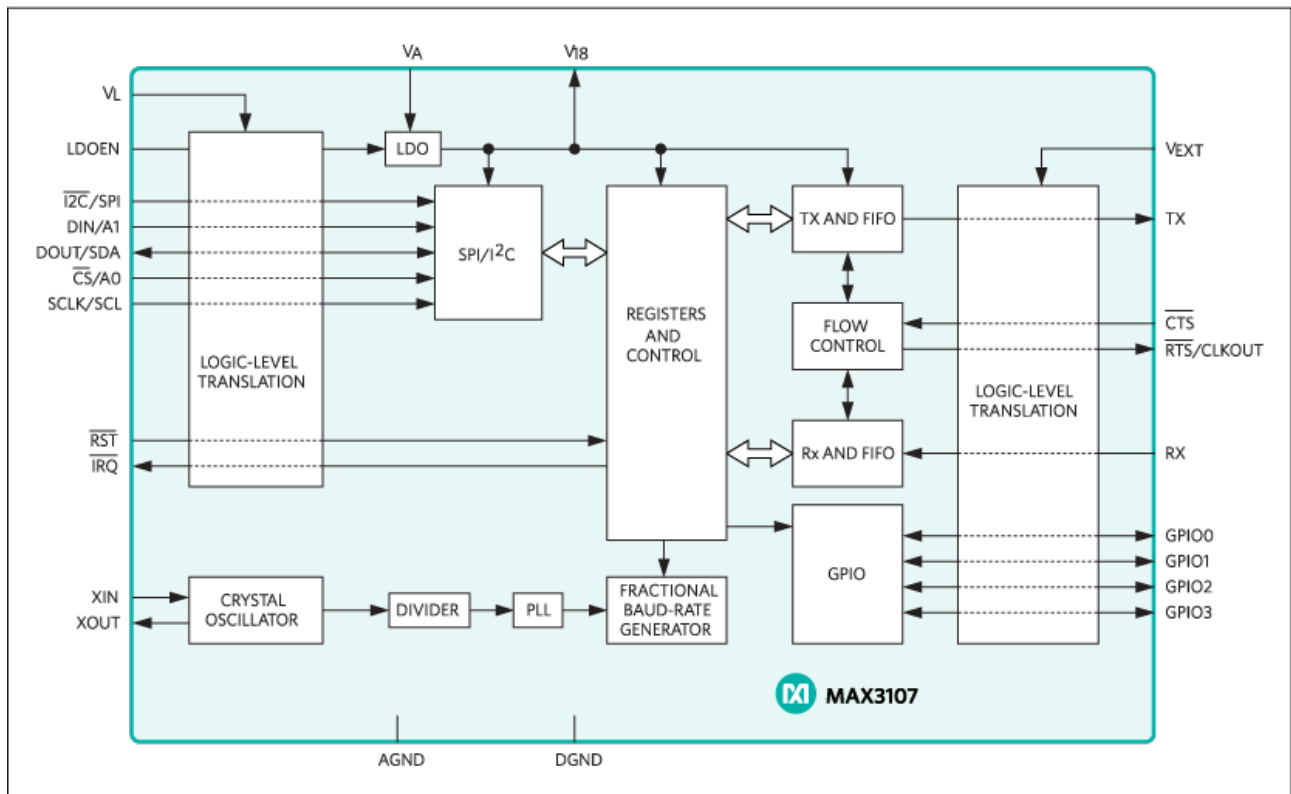 VA
V18
VL
LDOEN
LDO
VEXT
I2C/SPI
DIN/A1
DOUT/SDA
CS/A0
SCLK/SCL
SPI/I²C
TX AND FIFO
TX
REGISTERS
AND
CONTROL
FLOW
CONTROL
CTS
RTS/CLKOUT
LOGIC-LEVEL
TRANSLATION
LOGIC-LEVEL
TRANSLATION
RST
IRQ
Rx AND FIFO
RX
GPIO
GPIO0
GPIO1
GPIO2
GPIO3
XIN
XOUT
CRYSTAL
OSCILLATOR
DIVIDER
PLL
FRACTIONAL
BAUD-RATE
GENERATOR
MAX3107
AGND
DGND